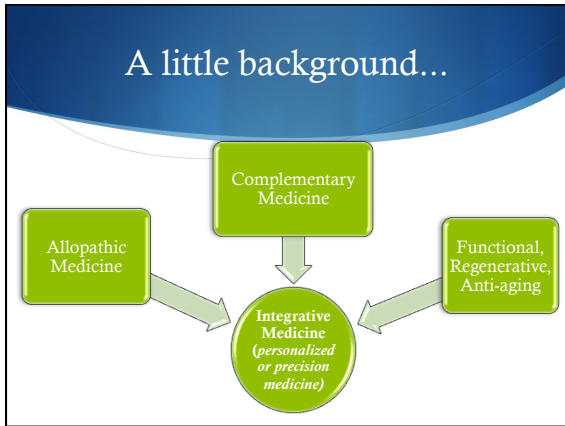 A little background...
Complementary
Medicine
Allopathic
Medicine
Functional,
Regenerative,
Anti-aging
Integrative
Medicine
(personalized
or precision
medicine)